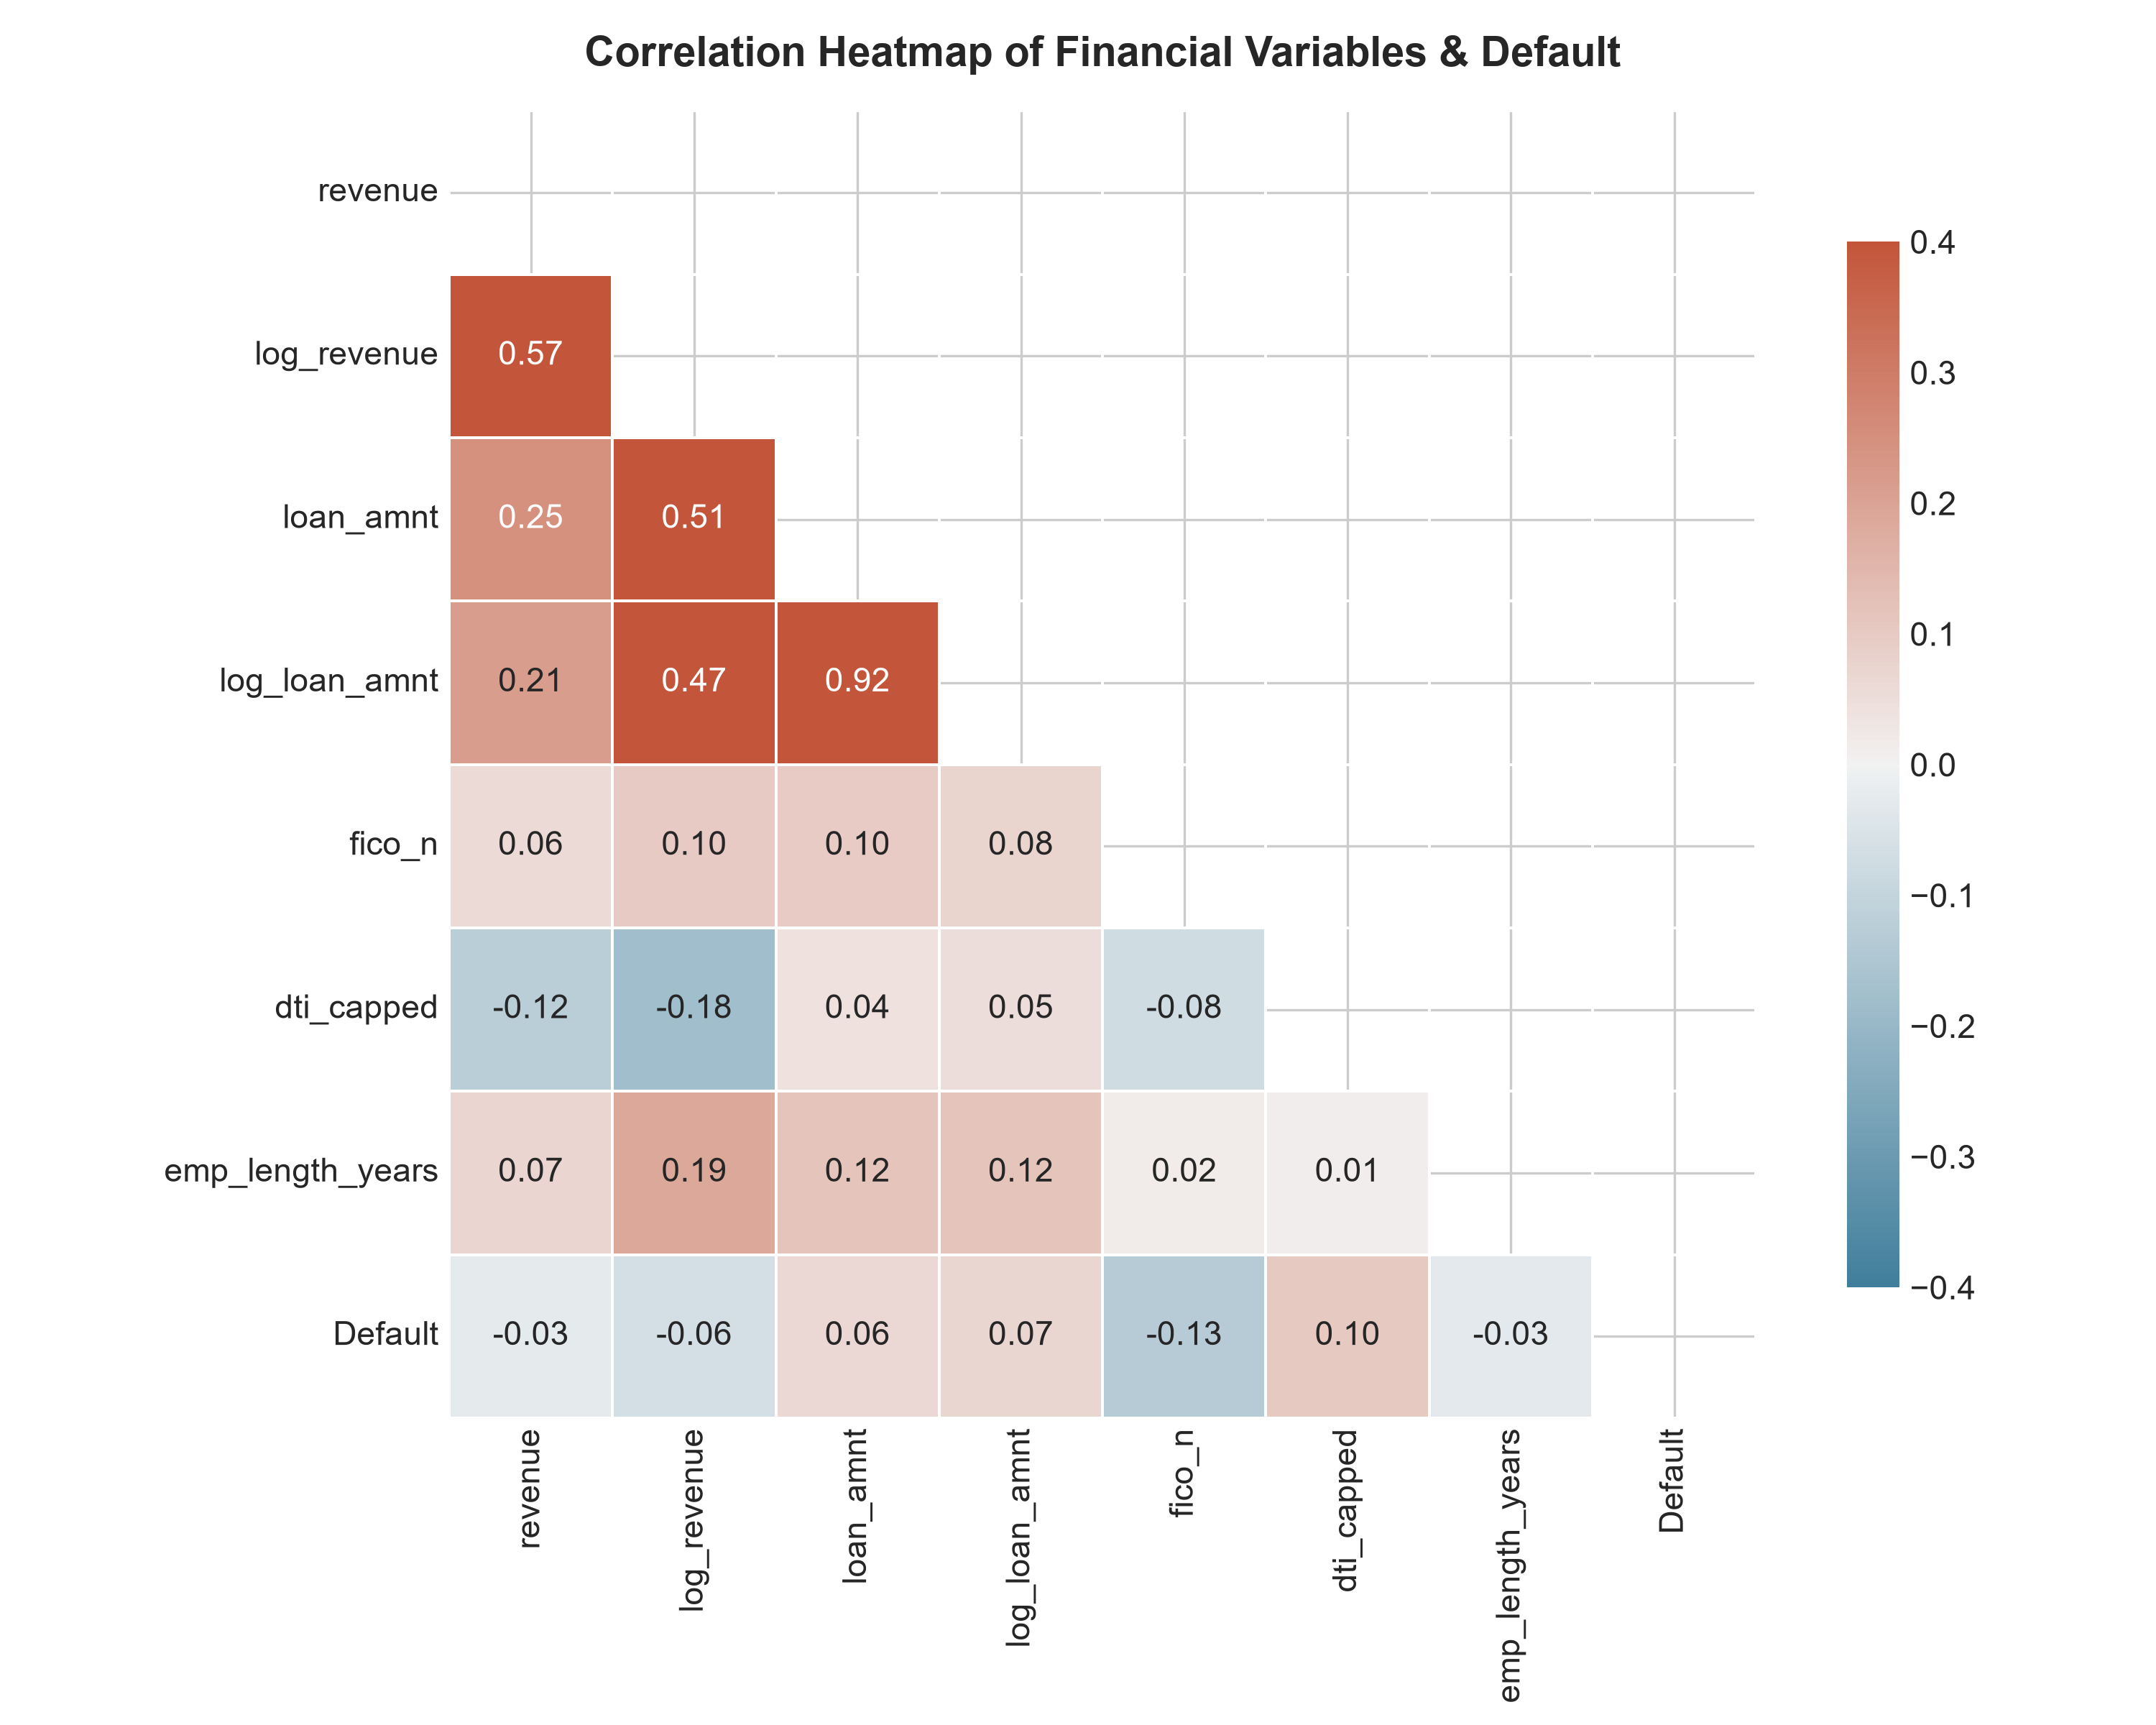 Correlation Heatmap of Financial Variables & Default
revenue
log_revenue 0.57
loan_amnt 0.25 0.51
log_loan_amnt 0.21 0.47 0.92
fico_n 0.06 0.10 0.10 0.08
dti_capped -0.12 -0.18 0.04 0.05 -0.08
emp_length_years 0.07 0.19 0.12 0.12 0.02 0.01
Default -0.03 -0.06 0.06 0.07 -0.13 0.10 -0.03
revenue
log_revenue
loan_amnt
log_loan_amnt
fico_n
dti_capped
emp_length_years
Default
0.4
0.3
0.2
0.1
0.0
−0.1
−0.2
−0.3
−0.4